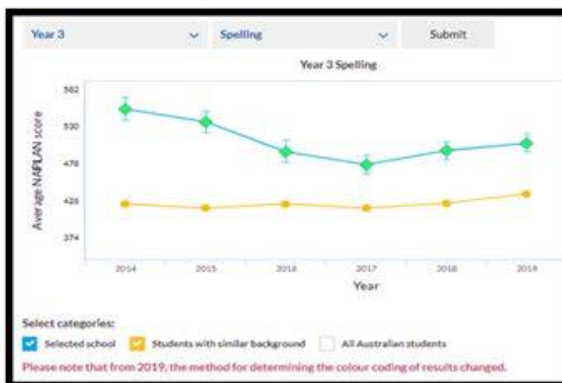 Year 3 Spelling Submit
Year 3 Spelling
582
530
478
426
374
Average NAPLAN score
2014 2015 2016 2017 2018 2019
Year
Select categories:
Selected school Students with similar background All Australian students
Please note that from 2019, the method for determining the colour coding of results changed.